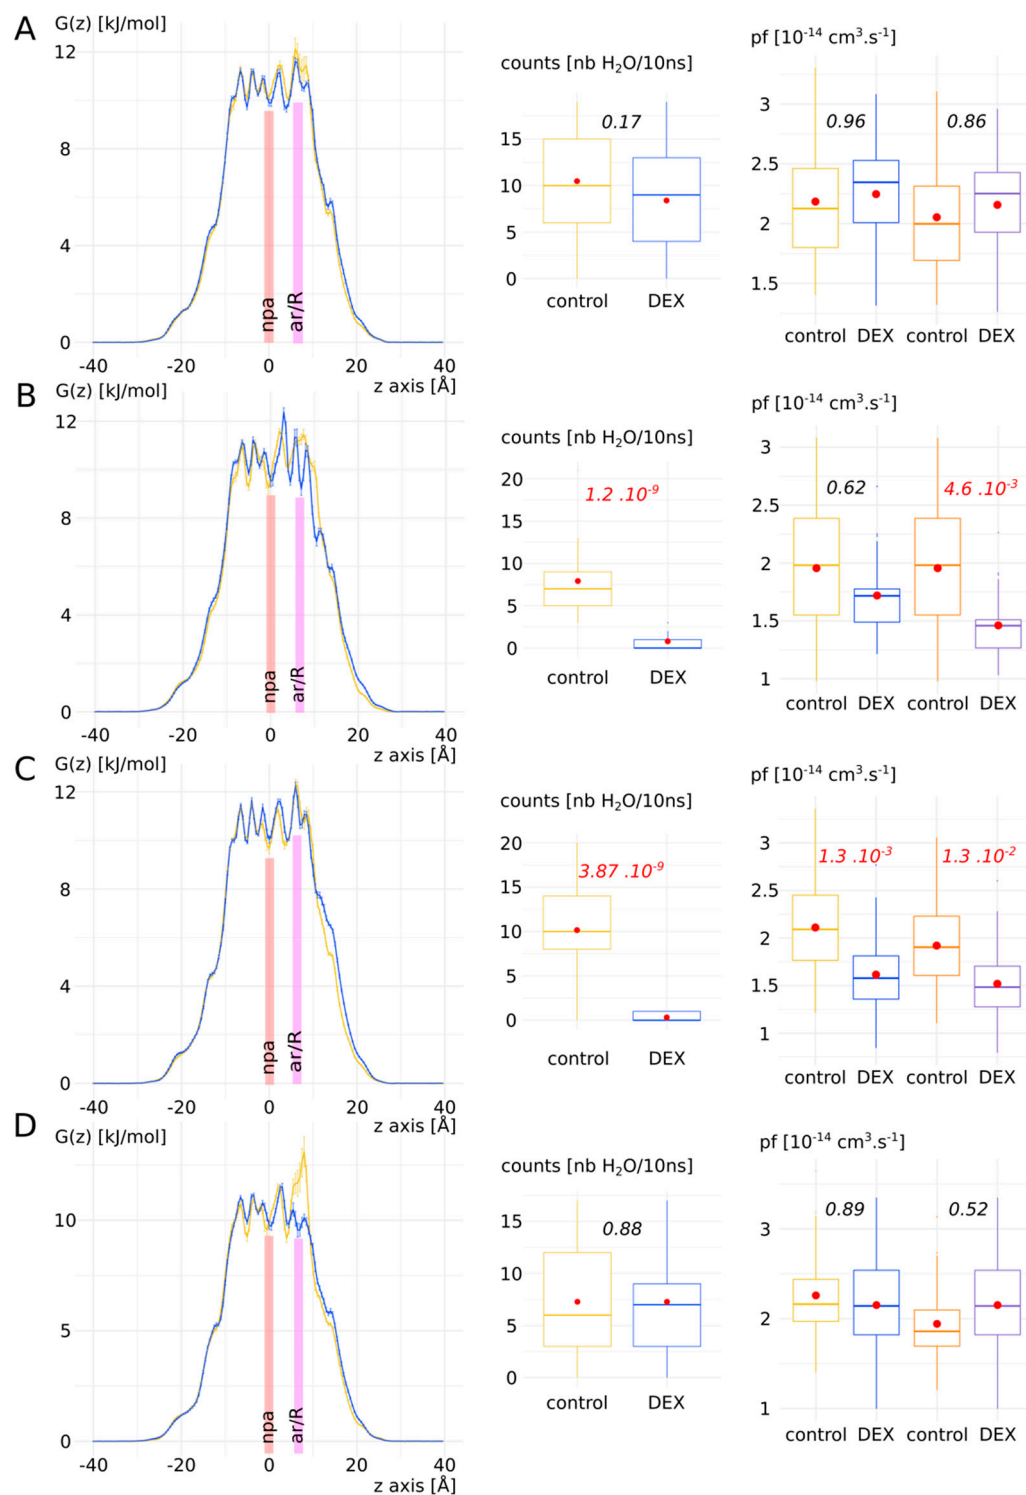 A
G(z) [kJ/mol]
12
8
4
0
npa
ar/R
-40 -20 0 20 40
z axis [Å]
counts [nb H2O/10ns]
15
10
5
0
0.17
control DEX
pf [10-14 cm3.s-1]
3
2.5
2
1.5
0.96 0.86
control DEX control DEX
B
G(z) [kJ/mol]
12
8
4
0
npa
ar/R
-40 -20 0 20 40
z axis [Å]
counts [nb H2O/10ns]
20
15
10
5
0
1.2 .10-9
control DEX
pf [10-14 cm3.s-1]
3
2.5
2
1.5
1
0.62 4.6 .10-3
control DEX control DEX
C
G(z) [kJ/mol]
12
8
4
0
npa
ar/R
-40 -20 0 20 40
z axis [Å]
counts [nb H2O/10ns]
20
15
10
5
0
3.87 .10-9
control DEX
pf [10-14 cm3.s-1]
3
2.5
2
1.5
1
1.3 .10-3 1.3 .10-2
control DEX control DEX
D
G(z) [kJ/mol]
10
5
0
npa
ar/R
-40 -20 0 20 40
z axis [Å]
counts [nb H2O/10ns]
15
10
5
0
0.88
control DEX
pf [10-14 cm3.s-1]
3
2
1
0.89 0.52
control DEX control DEX